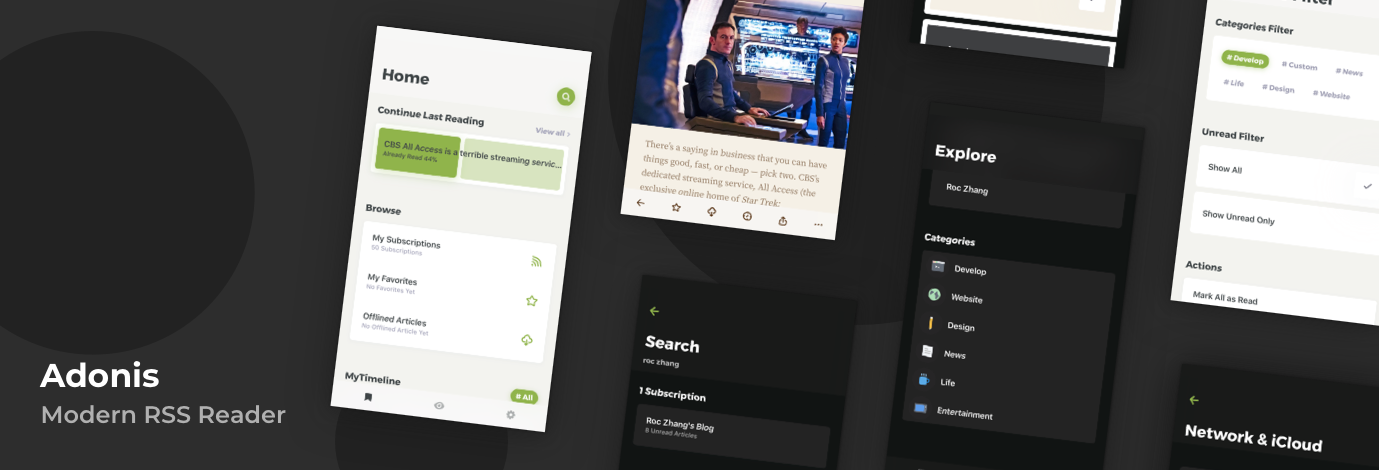 Adonis
Modern RSS Reader
Home
Continue Last Reading
View all >
CBS All Access is a terrible streaming servic...
Already Read 44%
Browse
My Subscriptions
50 Subscriptions
My Favorites
No Favorites Yet
Offlined Articles
No Offlined Article Yet
MyTimeline
# All
There's a saying in business that you can have
things good, fast, or cheap — pick two. CBS's
dedicated streaming service, All Access (the
exclusive online home of Star Trek:
Search
roc zhang
1 Subscription
Roc Zhang's Blog
8 Unread Articles
Explore
Roc Zhang
Categories
Develop
Website
Design
News
Life
Entertainment
Categories Filter
# Develop
# Custom
# News
# Life
# Design
# Website
Unread Filter
Show All
Show Unread Only
Actions
Mark All as Read
Network & iCloud